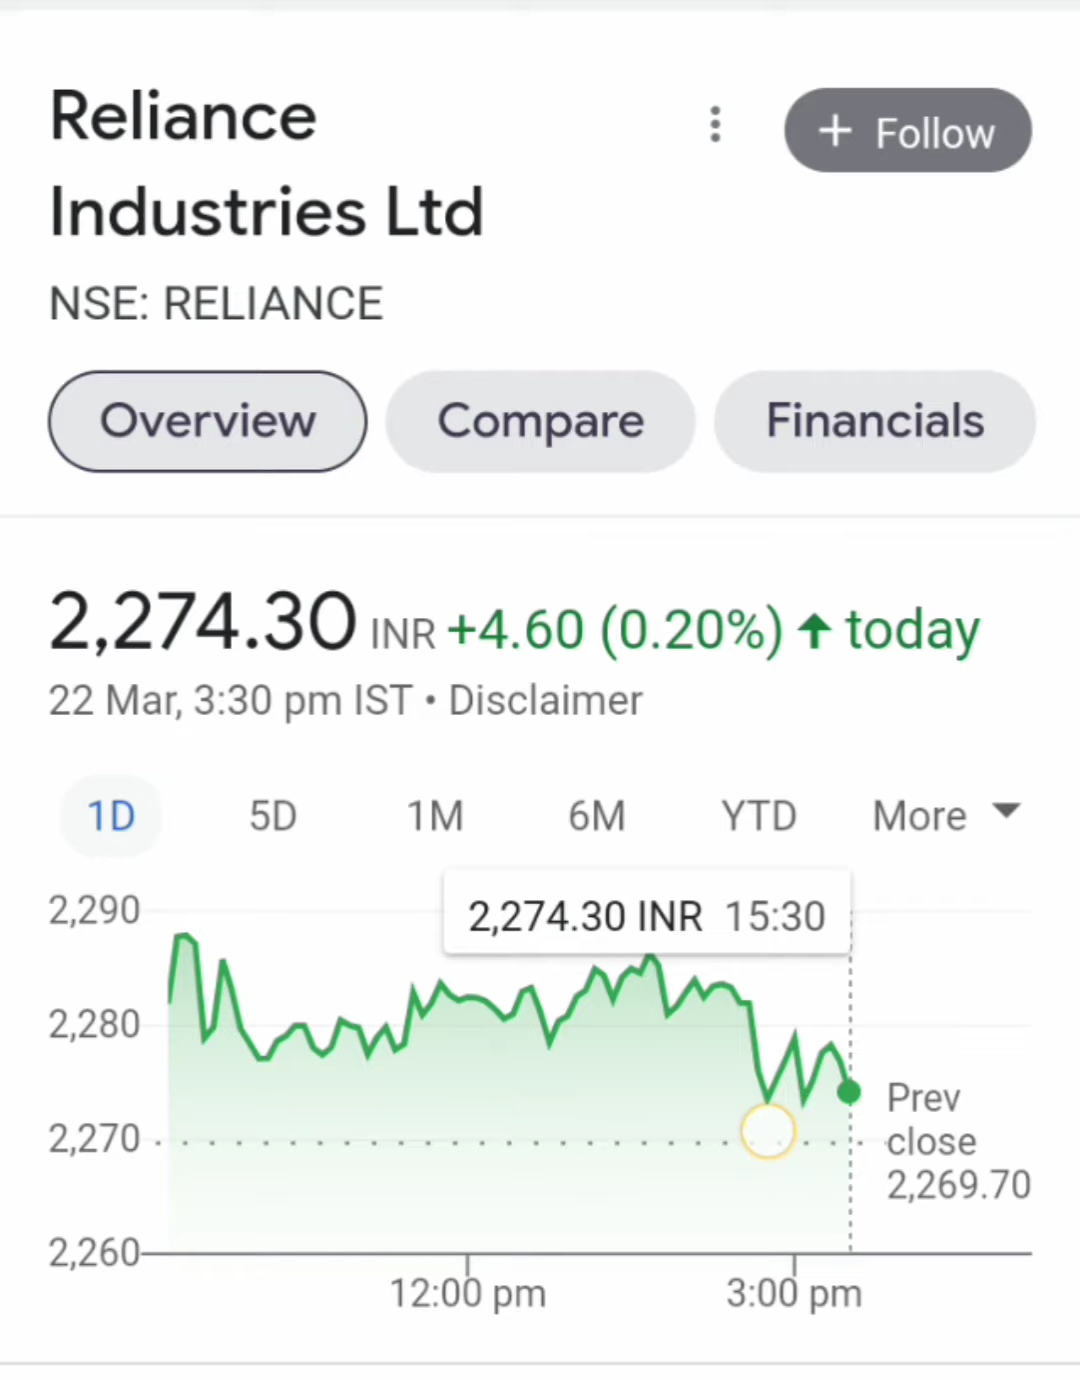 Reliance
Industries Ltd
+ Follow
NSE: RELIANCE
Overview
Compare
Financials
2,274.30 INR +4.60 (0.20%) ↑ today
22 Mar, 3:30 pm IST • Disclaimer
1D 5D 1M 6M YTD More
2,274.30 INR 15:30
2,290
2,280
2,270
2,260
Prev
close
2,269.70
12:00 pm 3:00 pm